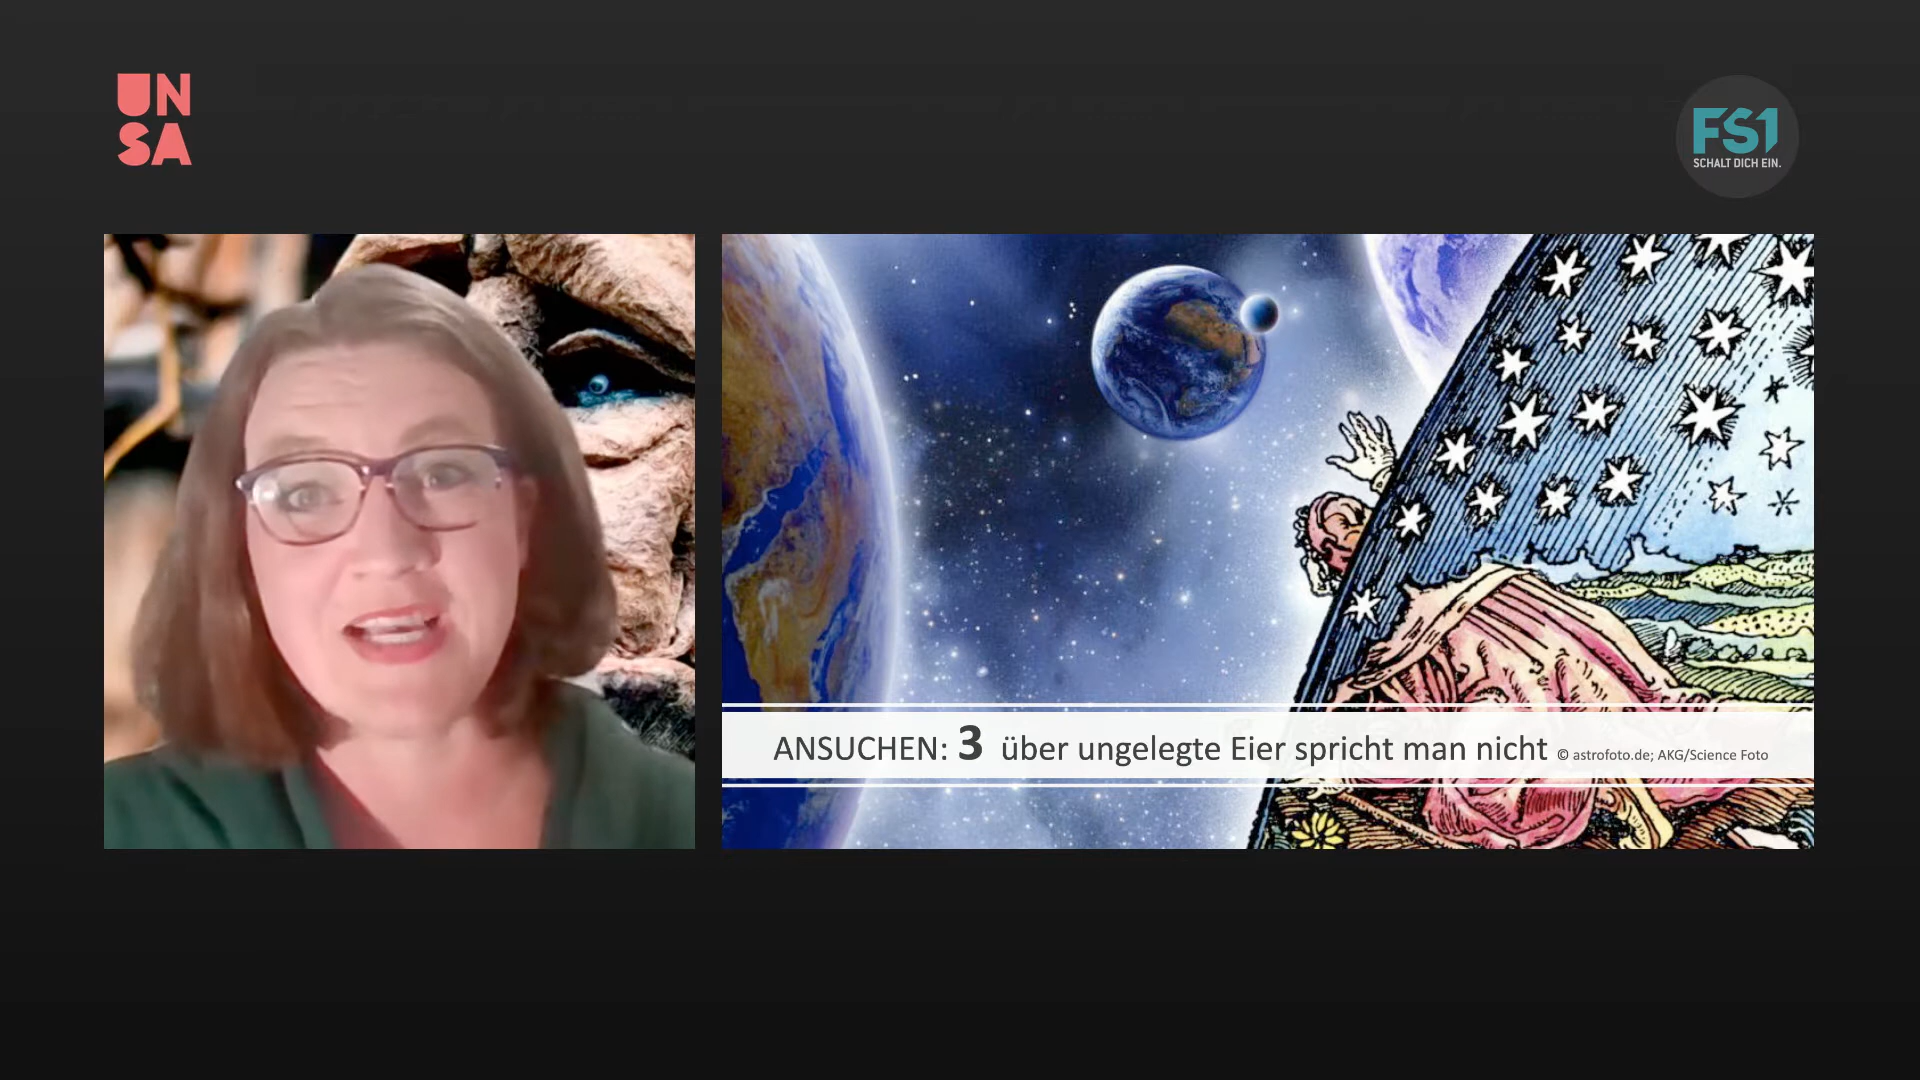 UN
SA
FS1
SCHALT DICH EIN.
ANSUCHEN: 3 über ungelegte Eier spricht man nicht © astrofoto.de; AKG/Science Foto